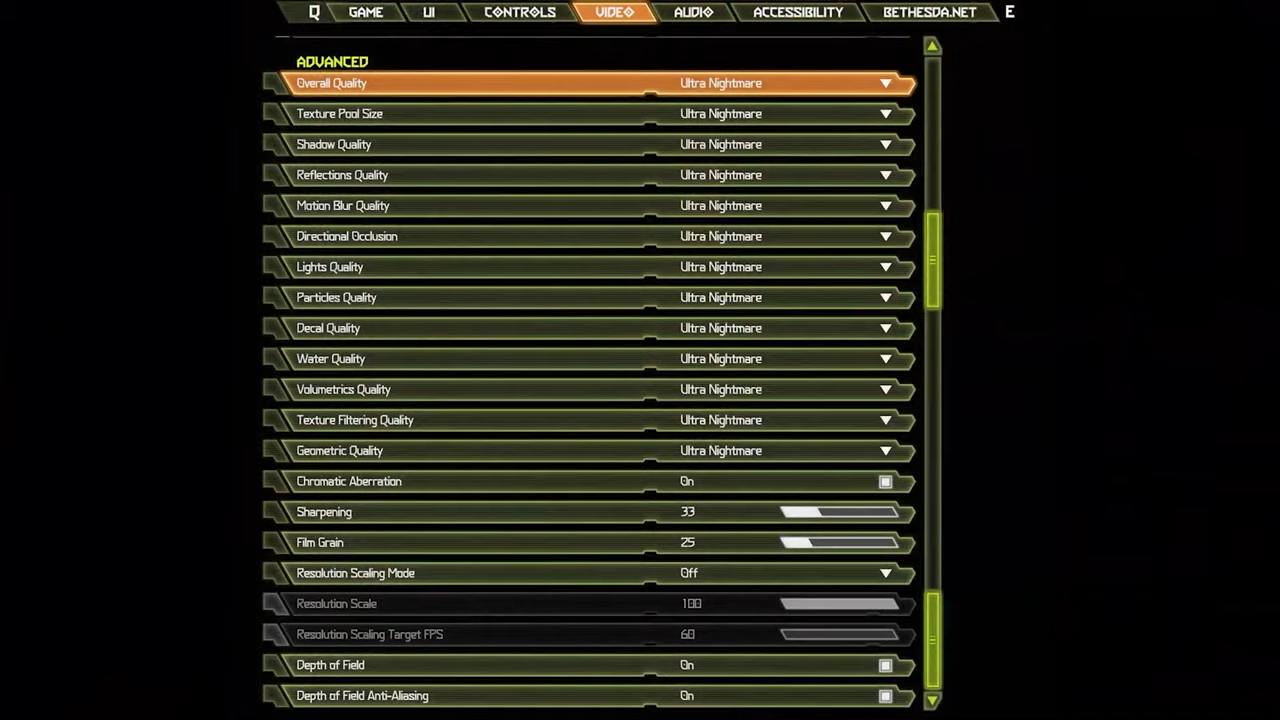 Q GAME UI CONTROLS VIDEO AUDIO ACCESSIBILITY BETHESDA.NET E
ADVANCED
Overall Quality Ultra Nightmare
Texture Pool Size Ultra Nightmare
Shadow Quality Ultra Nightmare
Reflections Quality Ultra Nightmare
Motion Blur Quality Ultra Nightmare
Directional Occlusion Ultra Nightmare
Lights Quality Ultra Nightmare
Particles Quality Ultra Nightmare
Decal Quality Ultra Nightmare
Water Quality Ultra Nightmare
Volumetrics Quality Ultra Nightmare
Texture Filtering Quality Ultra Nightmare
Geometric Quality Ultra Nightmare
Chromatic Aberration On
Sharpening 33
Film Grain 25
Resolution Scaling Mode Off
Resolution Scale 100
Resolution Scaling Target FPS 60
Depth of Field On
Depth of Field Anti-Aliasing On